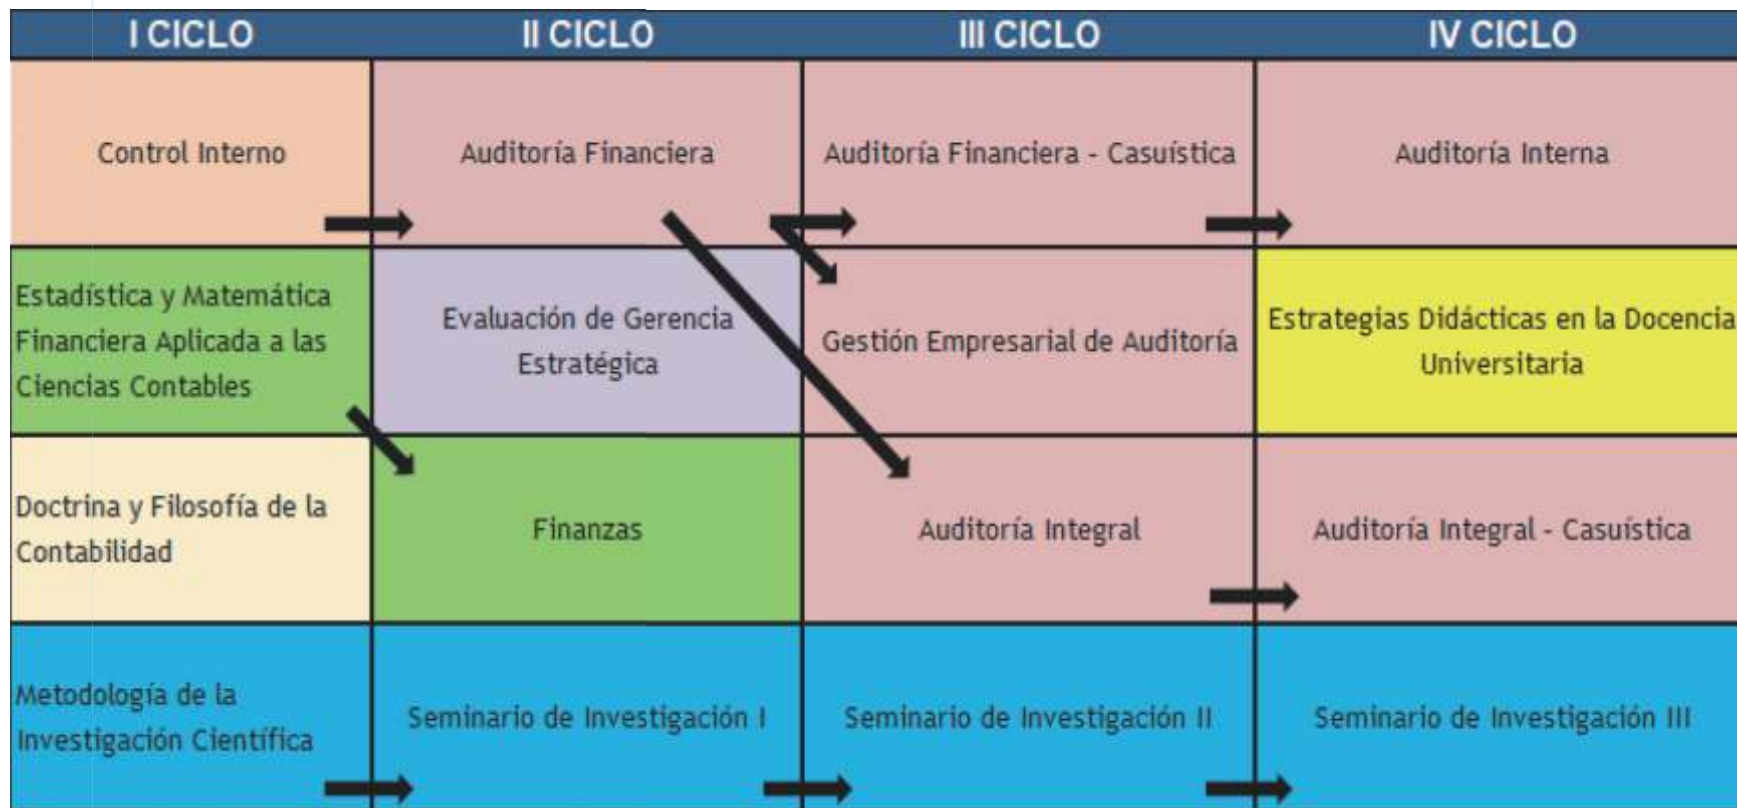 I CICLO
II CICLO
III CICLO
IV CICLO
Control Interno
Auditoría Financiera
Auditoría Financiera - Casuística
Auditoría Interna
Estadística y Matemática
Financiera Aplicada a las
Ciencias Contables
Evaluación de Gerencia
Estratégica
Gestión Empresarial de Auditoría
Estrategias Didácticas en la Docencia
Universitaria
Doctrina y Filosofía de la
Contabilidad
Finanzas
Auditoría Integral
Auditoría Integral - Casuística
Metodología de la
Investigación Científica
Seminario de Investigación I
Seminario de Investigación II
Seminario de Investigación III